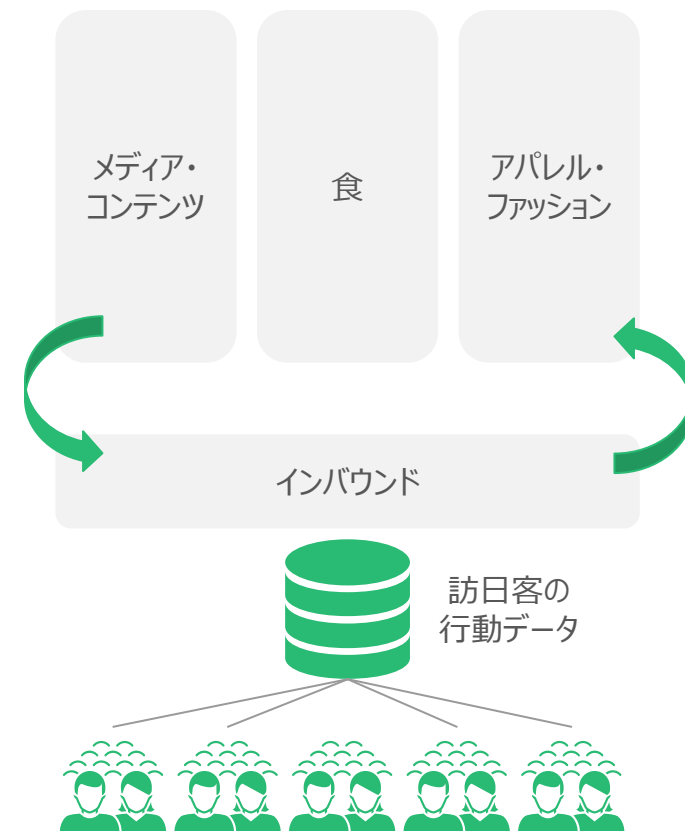 メディア・
コンテンツ
食
アパレル・
ファッション
インバウンド
訪日客の
行動データ